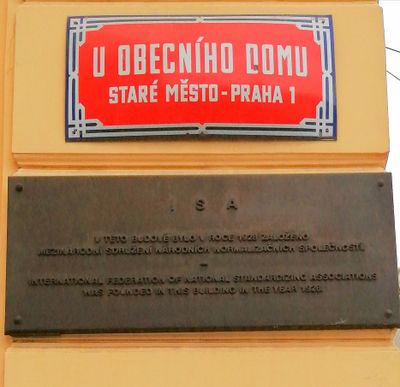 U OBECNÍHO DOMU
STARÉ MĚSTO - PRAHA 1
I S A
V TÉTO BUDOVĚ BYLO V ROCE 1928 ZALOŽENO
MEZINÁRODNÍ SDRUŽENÍ NÁRODNÍCH NORMALIZAČNÍCH SPOLEČNOSTÍ.
–
INTERNATIONAL FEDERATION OF NATIONAL STANDARDIZING ASSOCIATIONS
WAS FOUNDED IN THIS BUILDING IN THE YEAR 1928.